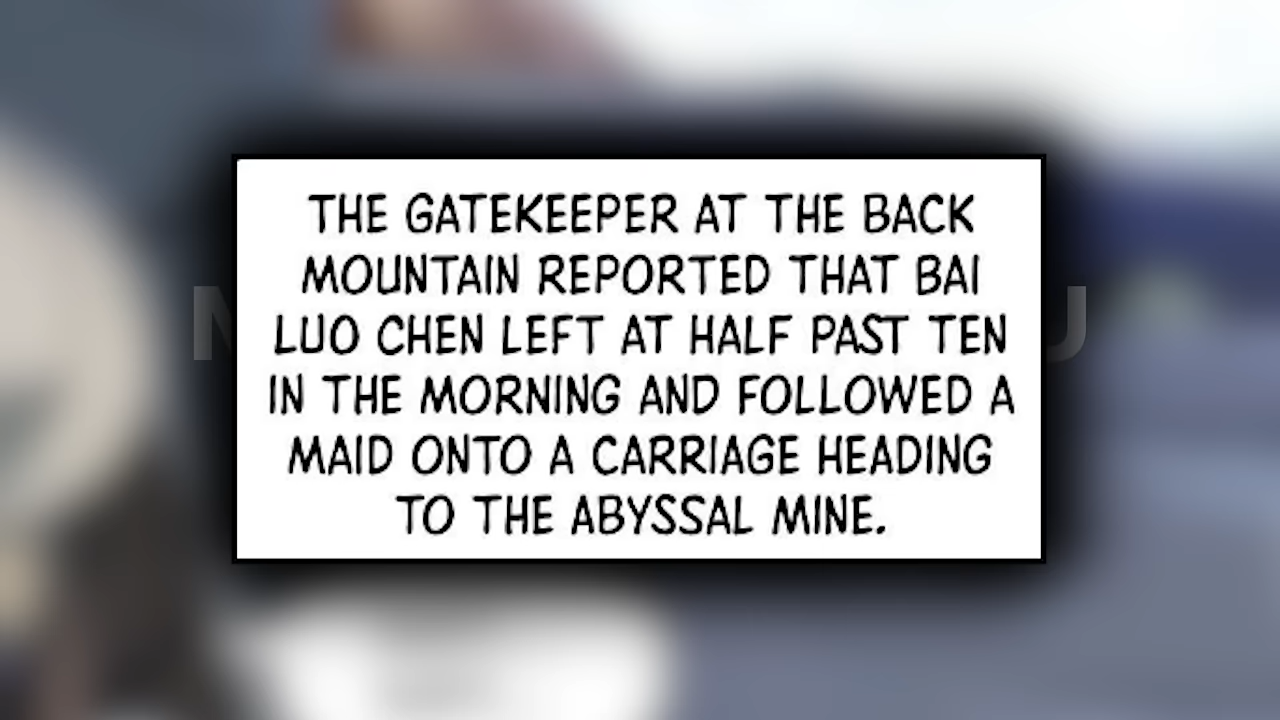 THE GATEKEEPER AT THE BACK
MOUNTAIN REPORTED THAT BAI
LUO CHEN LEFT AT HALF PAST TEN
IN THE MORNING AND FOLLOWED A
MAID ONTO A CARRIAGE HEADING
TO THE ABYSSAL MINE.